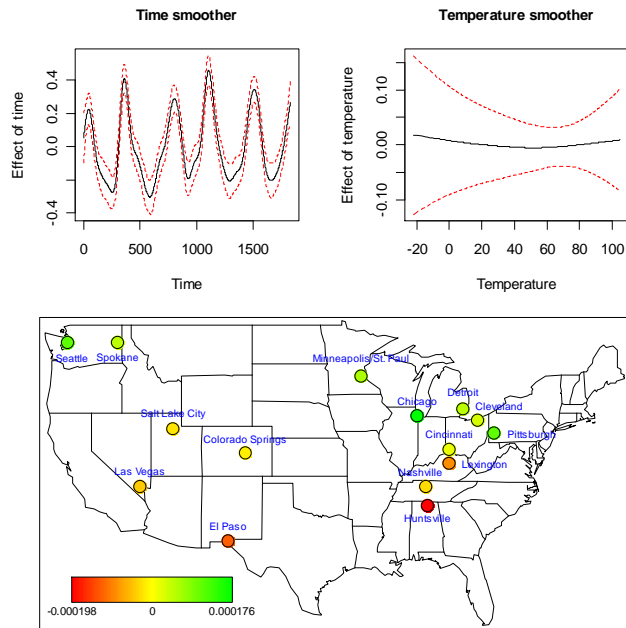 Time smoother
Effect of time
0.4
0.2
0.0
-0.4
0
500
1000
1500
Time
Temperature smoother
Effect of temperature
0.10
0.00
-0.10
-20
0
20
40
60
80
100
Temperature
Seattle
Spokane
Minneapolis/St. Paul
Detroit
Chicago
Cleveland
Salt Lake City
Pittsburgh
Cincinnati
Colorado Springs
Lexington
Las Vegas
Nashville
Huntsville
El Paso
-0.000198
0
0.000176